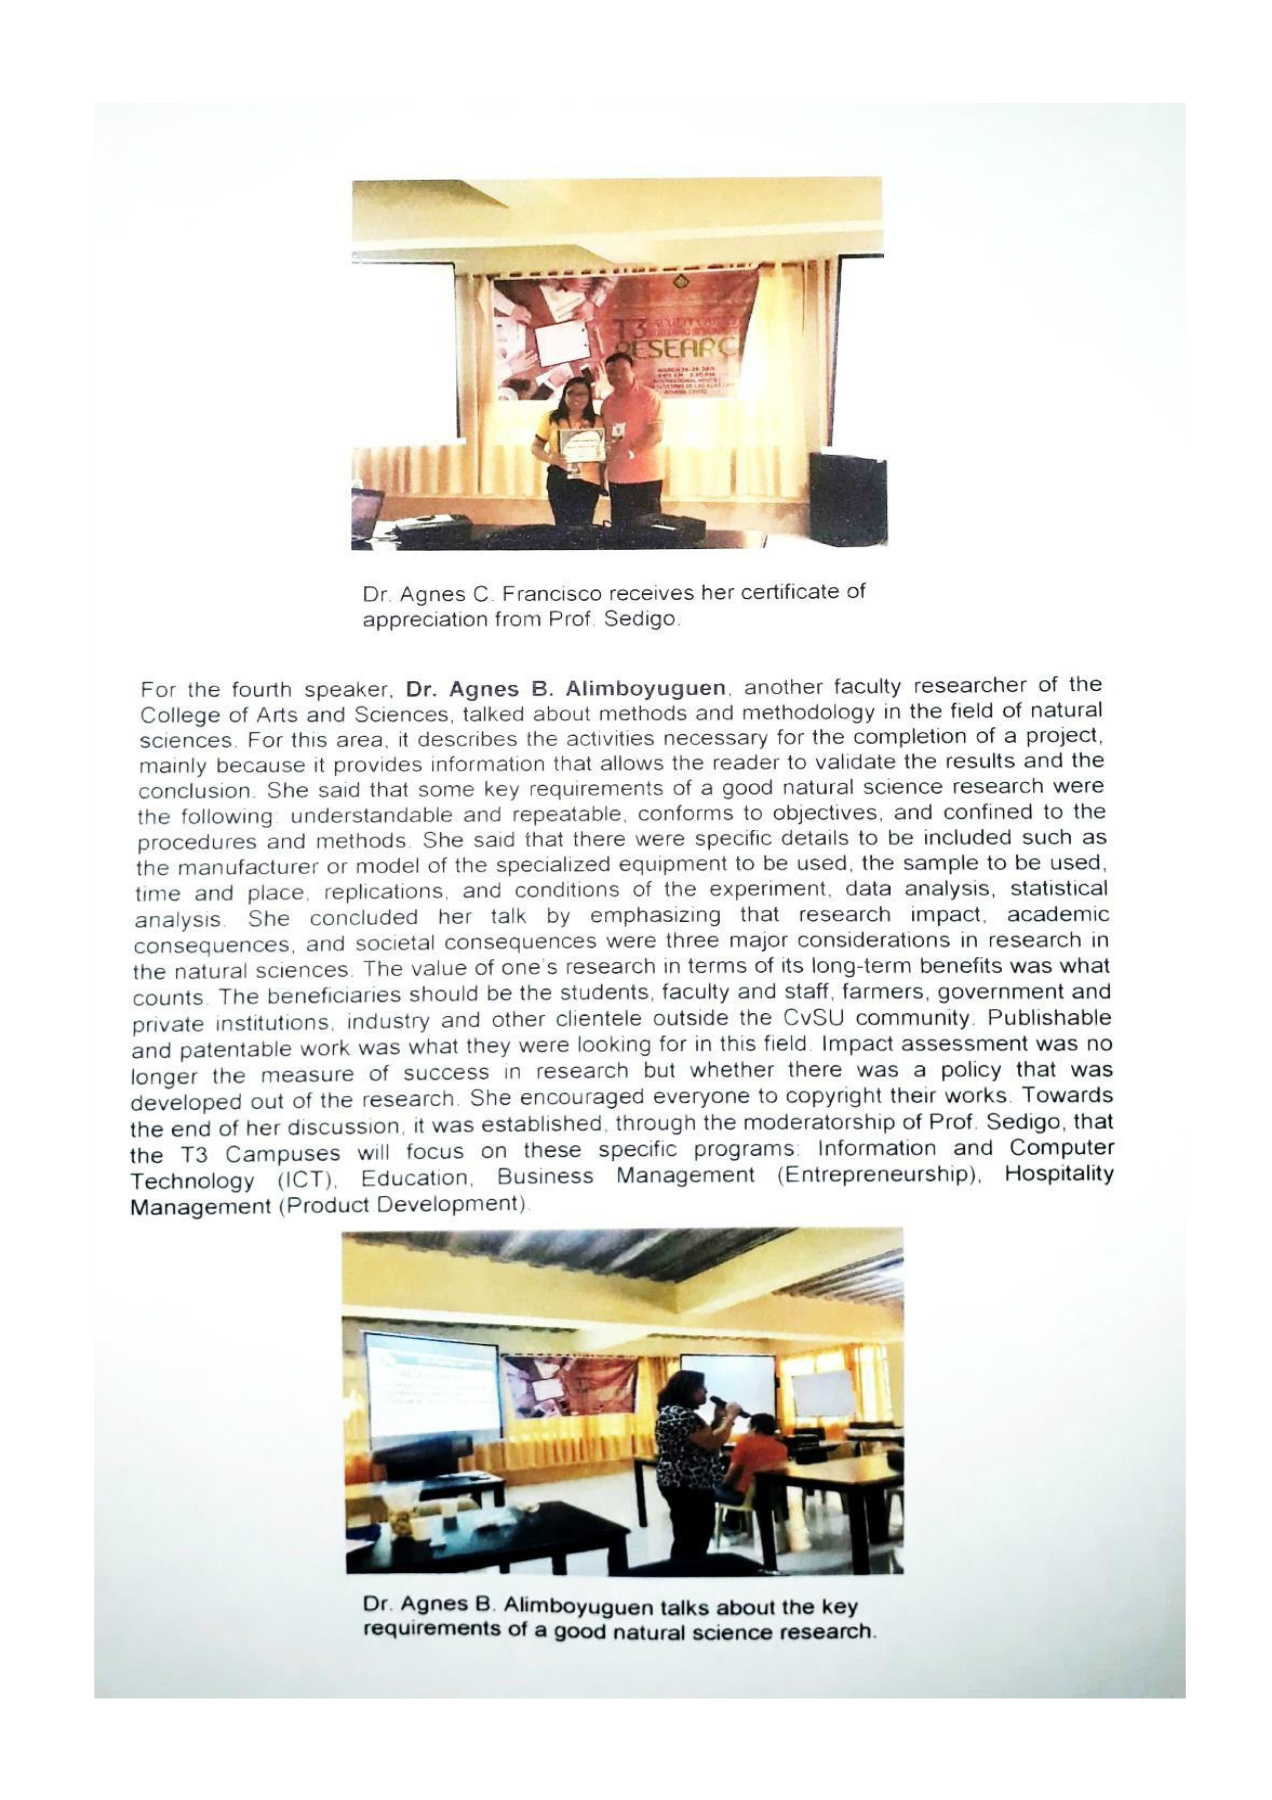 T3
RESEARC
Dr. Agnes C. Francisco receives her certificate of
appreciation from Prof. Sedigo.
For the fourth speaker, Dr. Agnes B. Alimboyuguen, another faculty researcher of the
College of Arts and Sciences, talked about methods and methodology in the field of natural
sciences. For this area, it describes the activities necessary for the completion of a project,
mainly because it provides information that allows the reader to validate the results and the
conclusion. She said that some key requirements of a good natural science research were
the following: understandable and repeatable, conforms to objectives, and confined to the
procedures and methods. She said that there were specific details to be included such as
the manufacturer or model of the specialized equipment to be used, the sample to be used,
time and place, replications, and conditions of the experiment, data analysis, statistical
analysis. She concluded her talk by emphasizing that research impact, academic
consequences, and societal consequences were three major considerations in research in
the natural sciences. The value of one's research in terms of its long-term benefits was what
counts. The beneficiaries should be the students, faculty and staff, farmers, government and
private institutions, industry and other clientele outside the CvSU community. Publishable
and patentable work was what they were looking for in this field. Impact assessment was no
longer the measure of success in research but whether there was a policy that was
developed out of the research. She encouraged everyone to copyright their works. Towards
the end of her discussion, it was established, through the moderatorship of Prof. Sedigo, that
the T3 Campuses will focus on these specific programs: Information and Computer
Technology (ICT), Education, Business Management (Entrepreneurship), Hospitality
Management (Product Development).
Dr. Agnes B. Alimboyuguen talks about the key
requirements of a good natural science research.